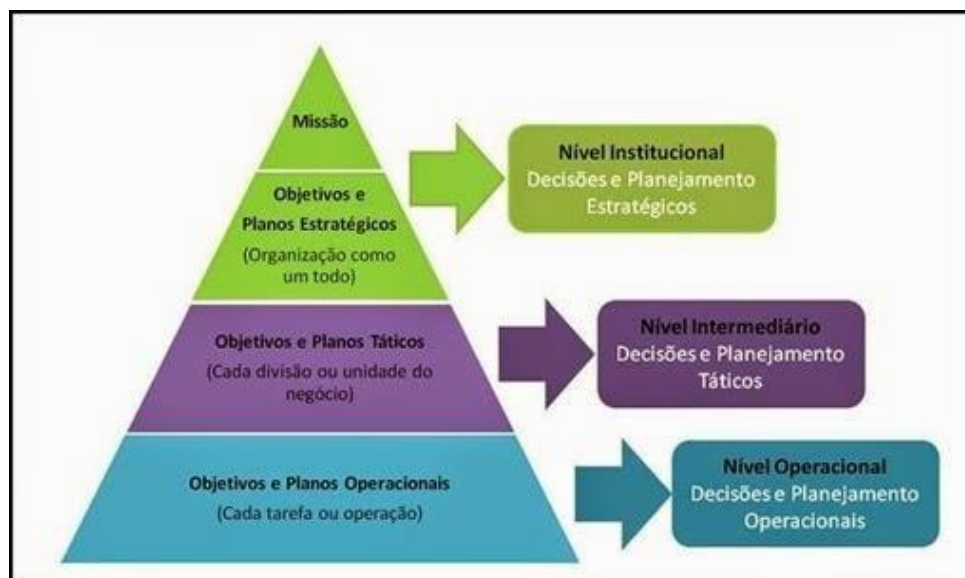 Missão
Objetivos e
Planos Estratégicos
(Organização como
um todo)
Nível Institucional
Decisões e Planejamento
Estratégicos
Objetivos e Planos Táticos
(Cada divisão ou unidade do
negócio)
Nível Intermediário
Decisões e Planejamento
Táticos
Objetivos e Planos Operacionais
(Cada tarefa ou operação)
Nível Operacional
Decisões e Planejamento
Operacionais